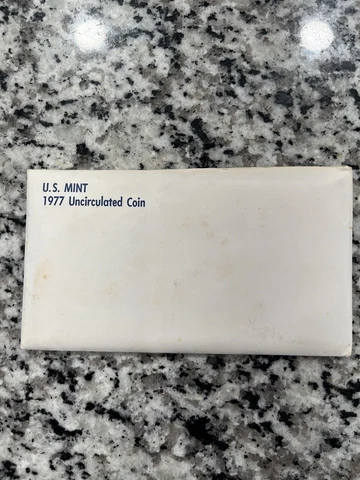 U.S. MINT
1977 Uncirculated Coin